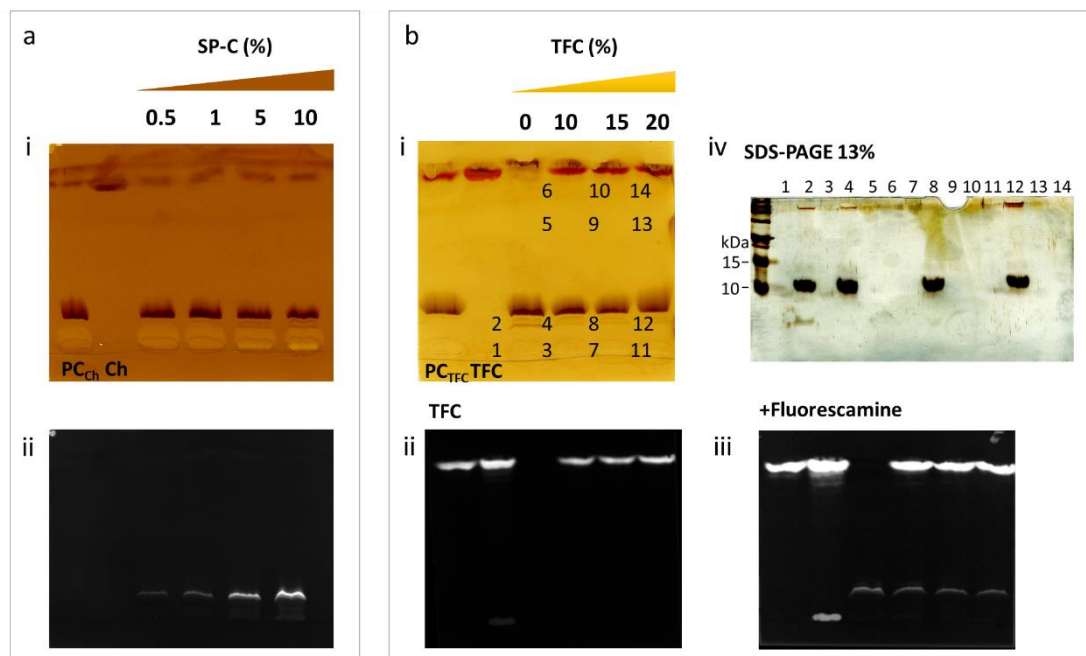 a
SP-C (%)
0.5 1 5 10
i
PCCh Ch
ii
b
TFC (%)
0 10 15 20
i
6 10 14
5 9 13
2 4 8 12
1 3 7 11
PCTFC TFC
iv
SDS-PAGE 13%
1 2 3 4 5 6 7 8 9 10 11 12 13 14
kDa
15
10
TFC
ii
+Fluorescamine
iii